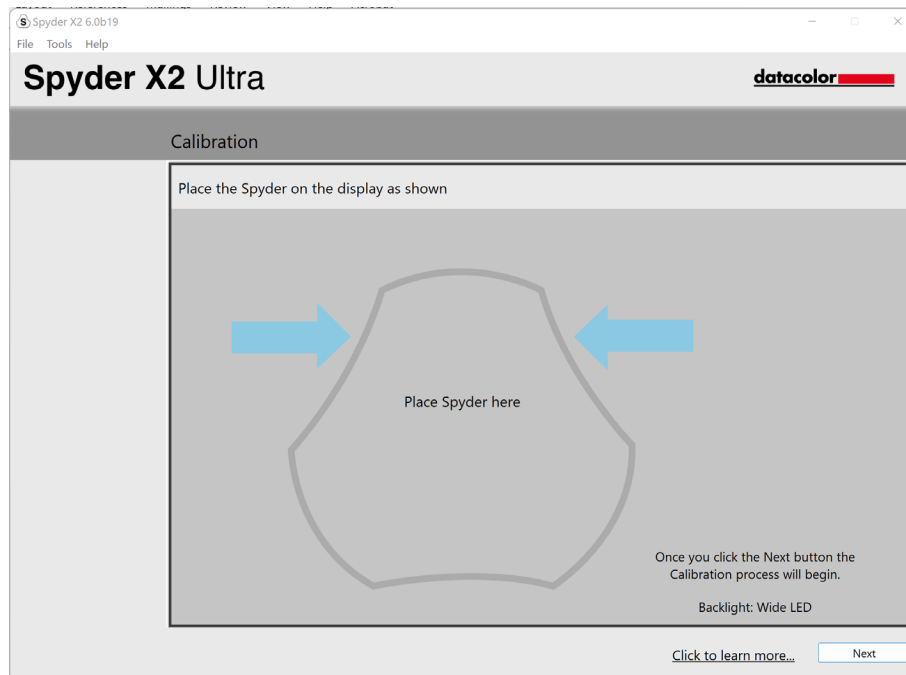 Spyder X2 6.0b19
File Tools Help
Spyder X2 Ultra
datacolor
Calibration
Place the Spyder on the display as shown
Place Spyder here
Once you click the Next button the
Calibration process will begin.
Backlight: Wide LED
Click to learn more...
Next